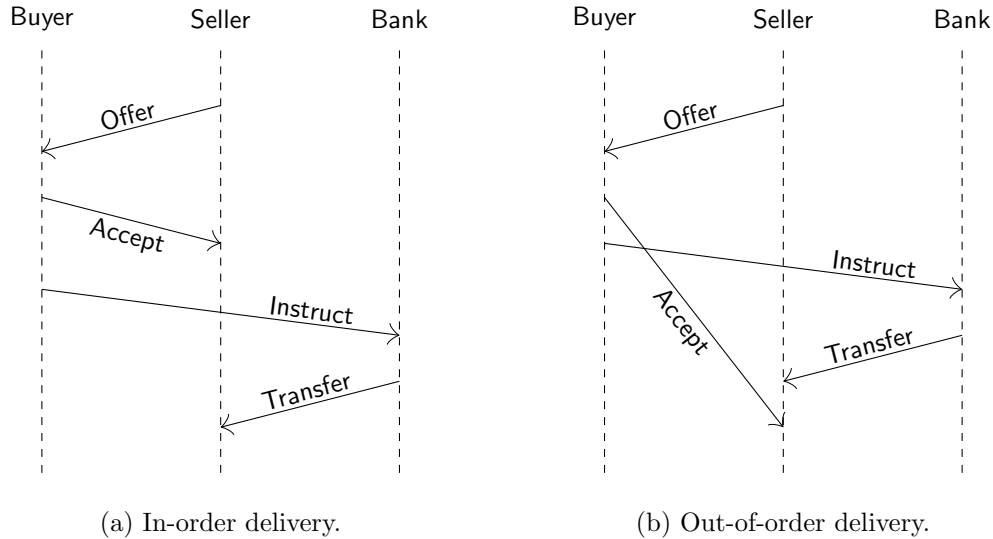 Buyer Seller Bank
Offer
Accept
Instruct
Transfer
(a) In-order delivery.
Buyer Seller Bank
Offer
Instruct
Accept
Transfer
(b) Out-of-order delivery.